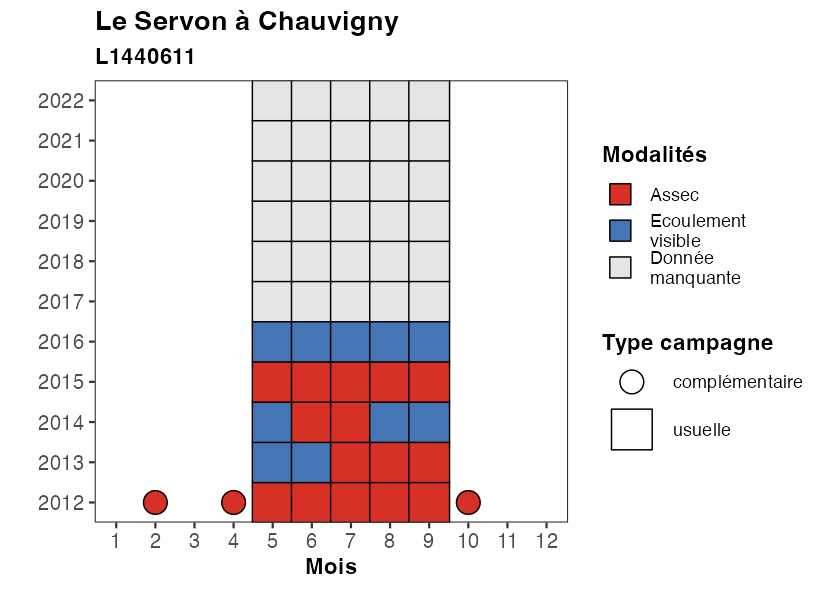 Le Servon à Chauvigny
L1440611
2022
2021
2020
2019
2018
2017
2016
2015
2014
2013
2012
1 2 3 4 5 6 7 8 9 10 11 12
Mois
Modalités
Assec
Ecoulement
visible
Donnée
manquante
Type campagne
complémentaire
usuelle